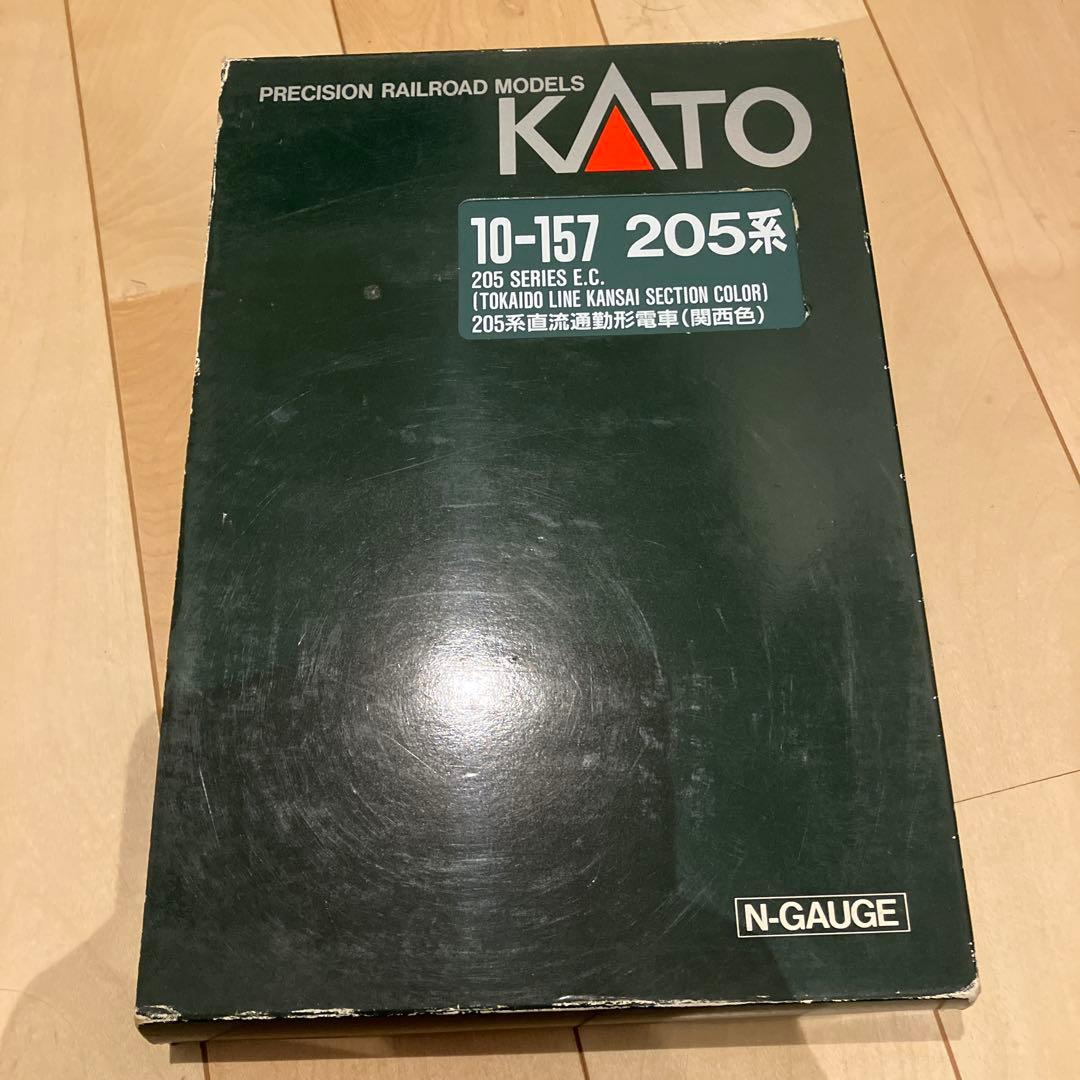 PRECISION RAILROAD MODELS
KATO
10-157 205系
205 SERIES E.C.
(TOKAIDO LINE KANSAI SECTION COLOR)
205系直流通勤形電車(関西色)
N-GAUGE